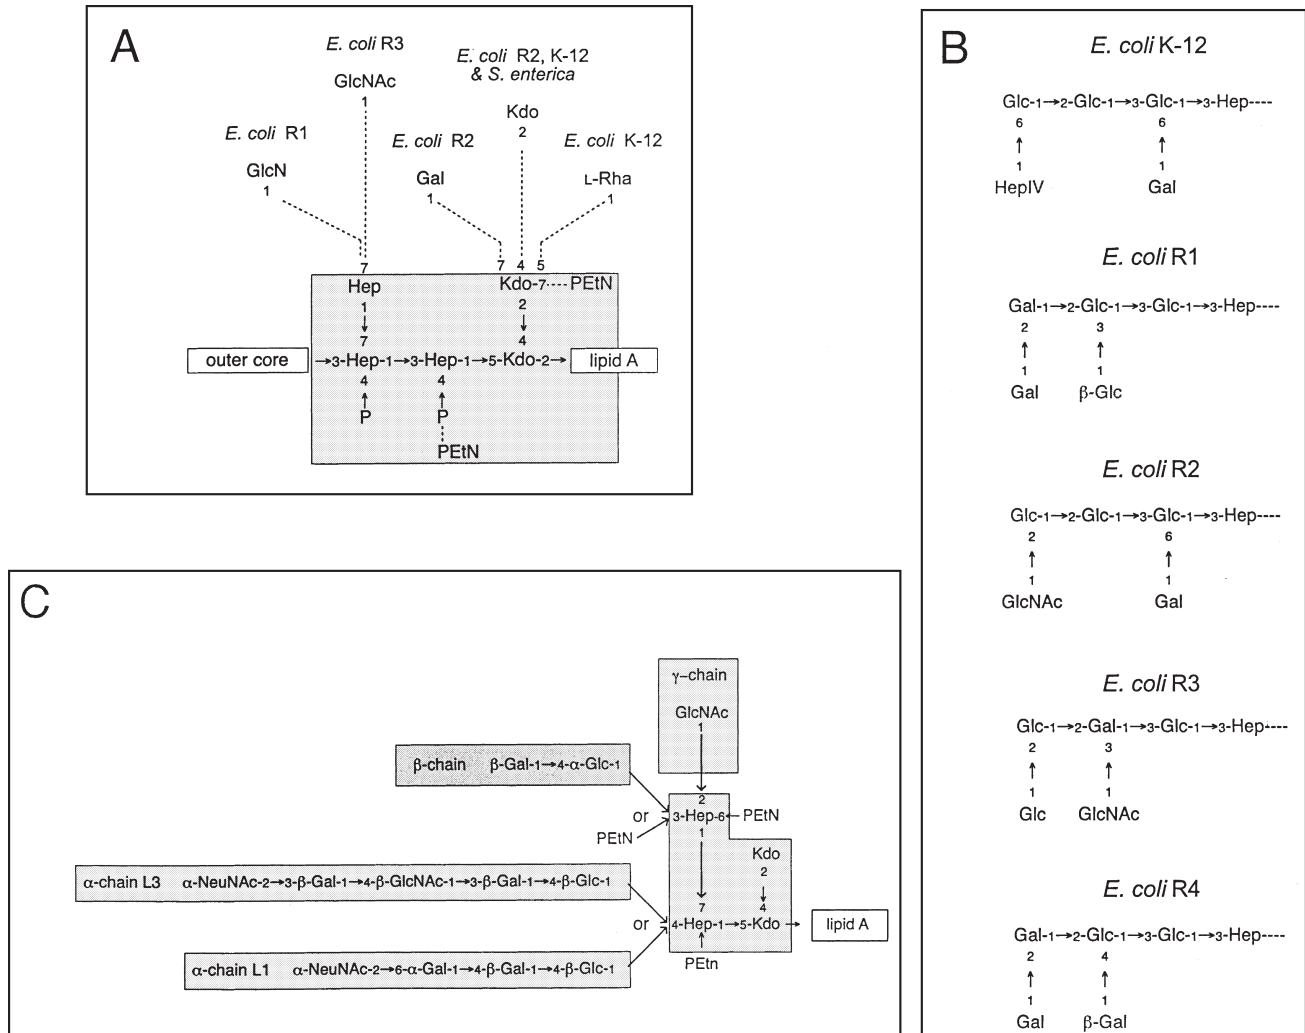 A
E. coli R3
GlcNAc
1
E. coli R2, K-12
& S. enterica
Kdo
2
E. coli R1
GlcN
1
E. coli R2
Gal
1
E. coli K-12
L-Rha
1
7
7 4 5
Hep
Kdo-7----PEtN
1
2
7
4
outer core
→3-Hep-1→3-Hep-1→5-Kdo-2→
lipid A
4
4
↑
↑
P
P
PEtN
B
E. coli K-12
Glc-1→2-Glc-1→3-Glc-1→3-Hep----
6 6
↑ ↑
1 1
HepIV Gal
E. coli R1
Gal-1→2-Glc-1→3-Glc-1→3-Hep----
2 3
↑ ↑
1 1
Gal β-Glc
E. coli R2
Glc-1→2-Glc-1→3-Glc-1→3-Hep----
2 6
↑ ↑
1 1
GlcNAc Gal
E. coli R3
Glc-1→2-Gal-1→3-Glc-1→3-Hep----
2 3
↑ ↑
1 1
Glc GlcNAc
E. coli R4
Gal-1→2-Glc-1→3-Glc-1→3-Hep----
2 4
↑ ↑
1 1
Gal β-Gal
C
γ-chain
GlcNAc
1
β-chain β-Gal-1→4-α-Glc-1
2
or
3-Hep-6←PEtN
PEtN
1
Kdo
2
α-chain L3 α-NeuNAc-2→3-β-Gal-1→4-β-GlcNAc-1→3-β-Gal-1→4-β-Glc-1
7
4
or
4-Hep-1→5-Kdo →
lipid A
PEtn
α-chain L1 α-NeuNAc-2→6-α-Gal-1→4-β-Gal-1→4-β-Glc-1